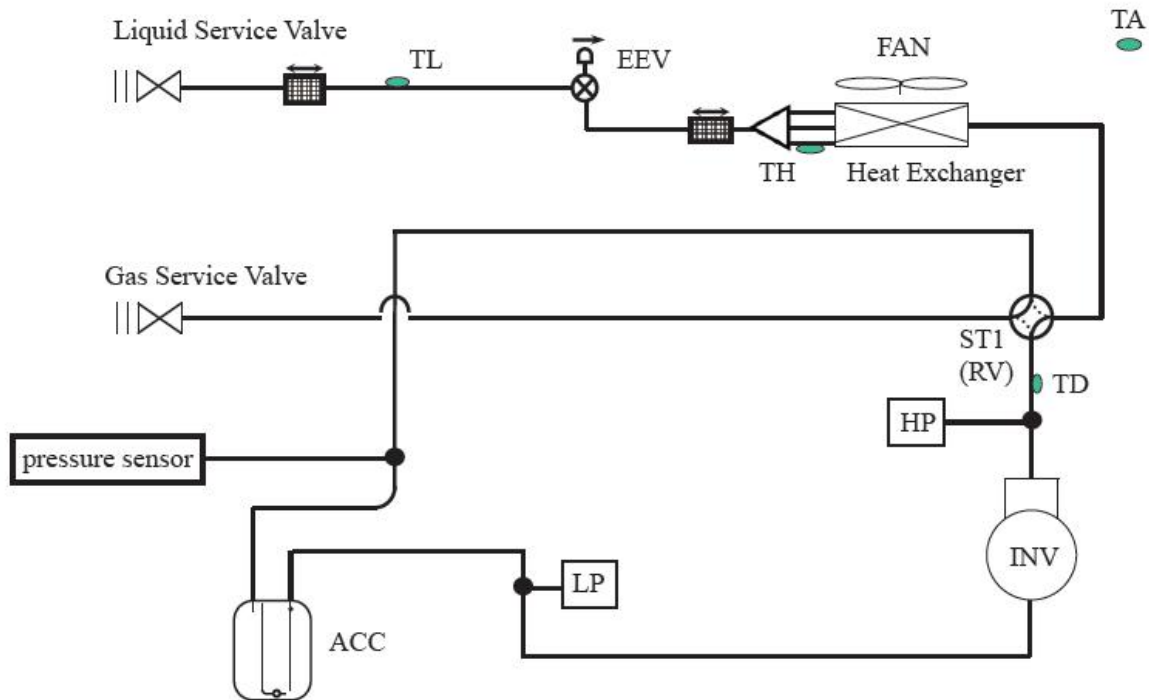 TA
Liquid Service Valve
TL
EEV
FAN
TH
Heat Exchanger
Gas Service Valve
ST1
(RV)
TD
HP
pressure sensor
INV
LP
ACC